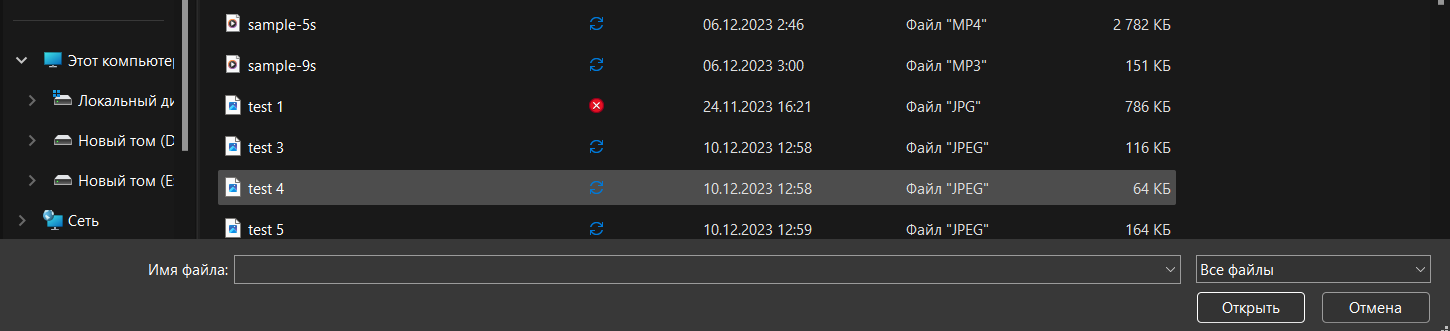 sample-5s 06.12.2023 2:46 Файл "MP4" 2 782 КБ
Этот компьютер
sample-9s 06.12.2023 3:00 Файл "MP3" 151 КБ
Локальный ди
test 1 24.11.2023 16:21 Файл "JPG" 786 КБ
Новый том (D
test 3 10.12.2023 12:58 Файл "JPEG" 116 КБ
Новый том (E
test 4 10.12.2023 12:58 Файл "JPEG" 64 КБ
Сеть
test 5 10.12.2023 12:59 Файл "JPEG" 164 КБ
Имя файла: Все файлы
Открыть Отмена